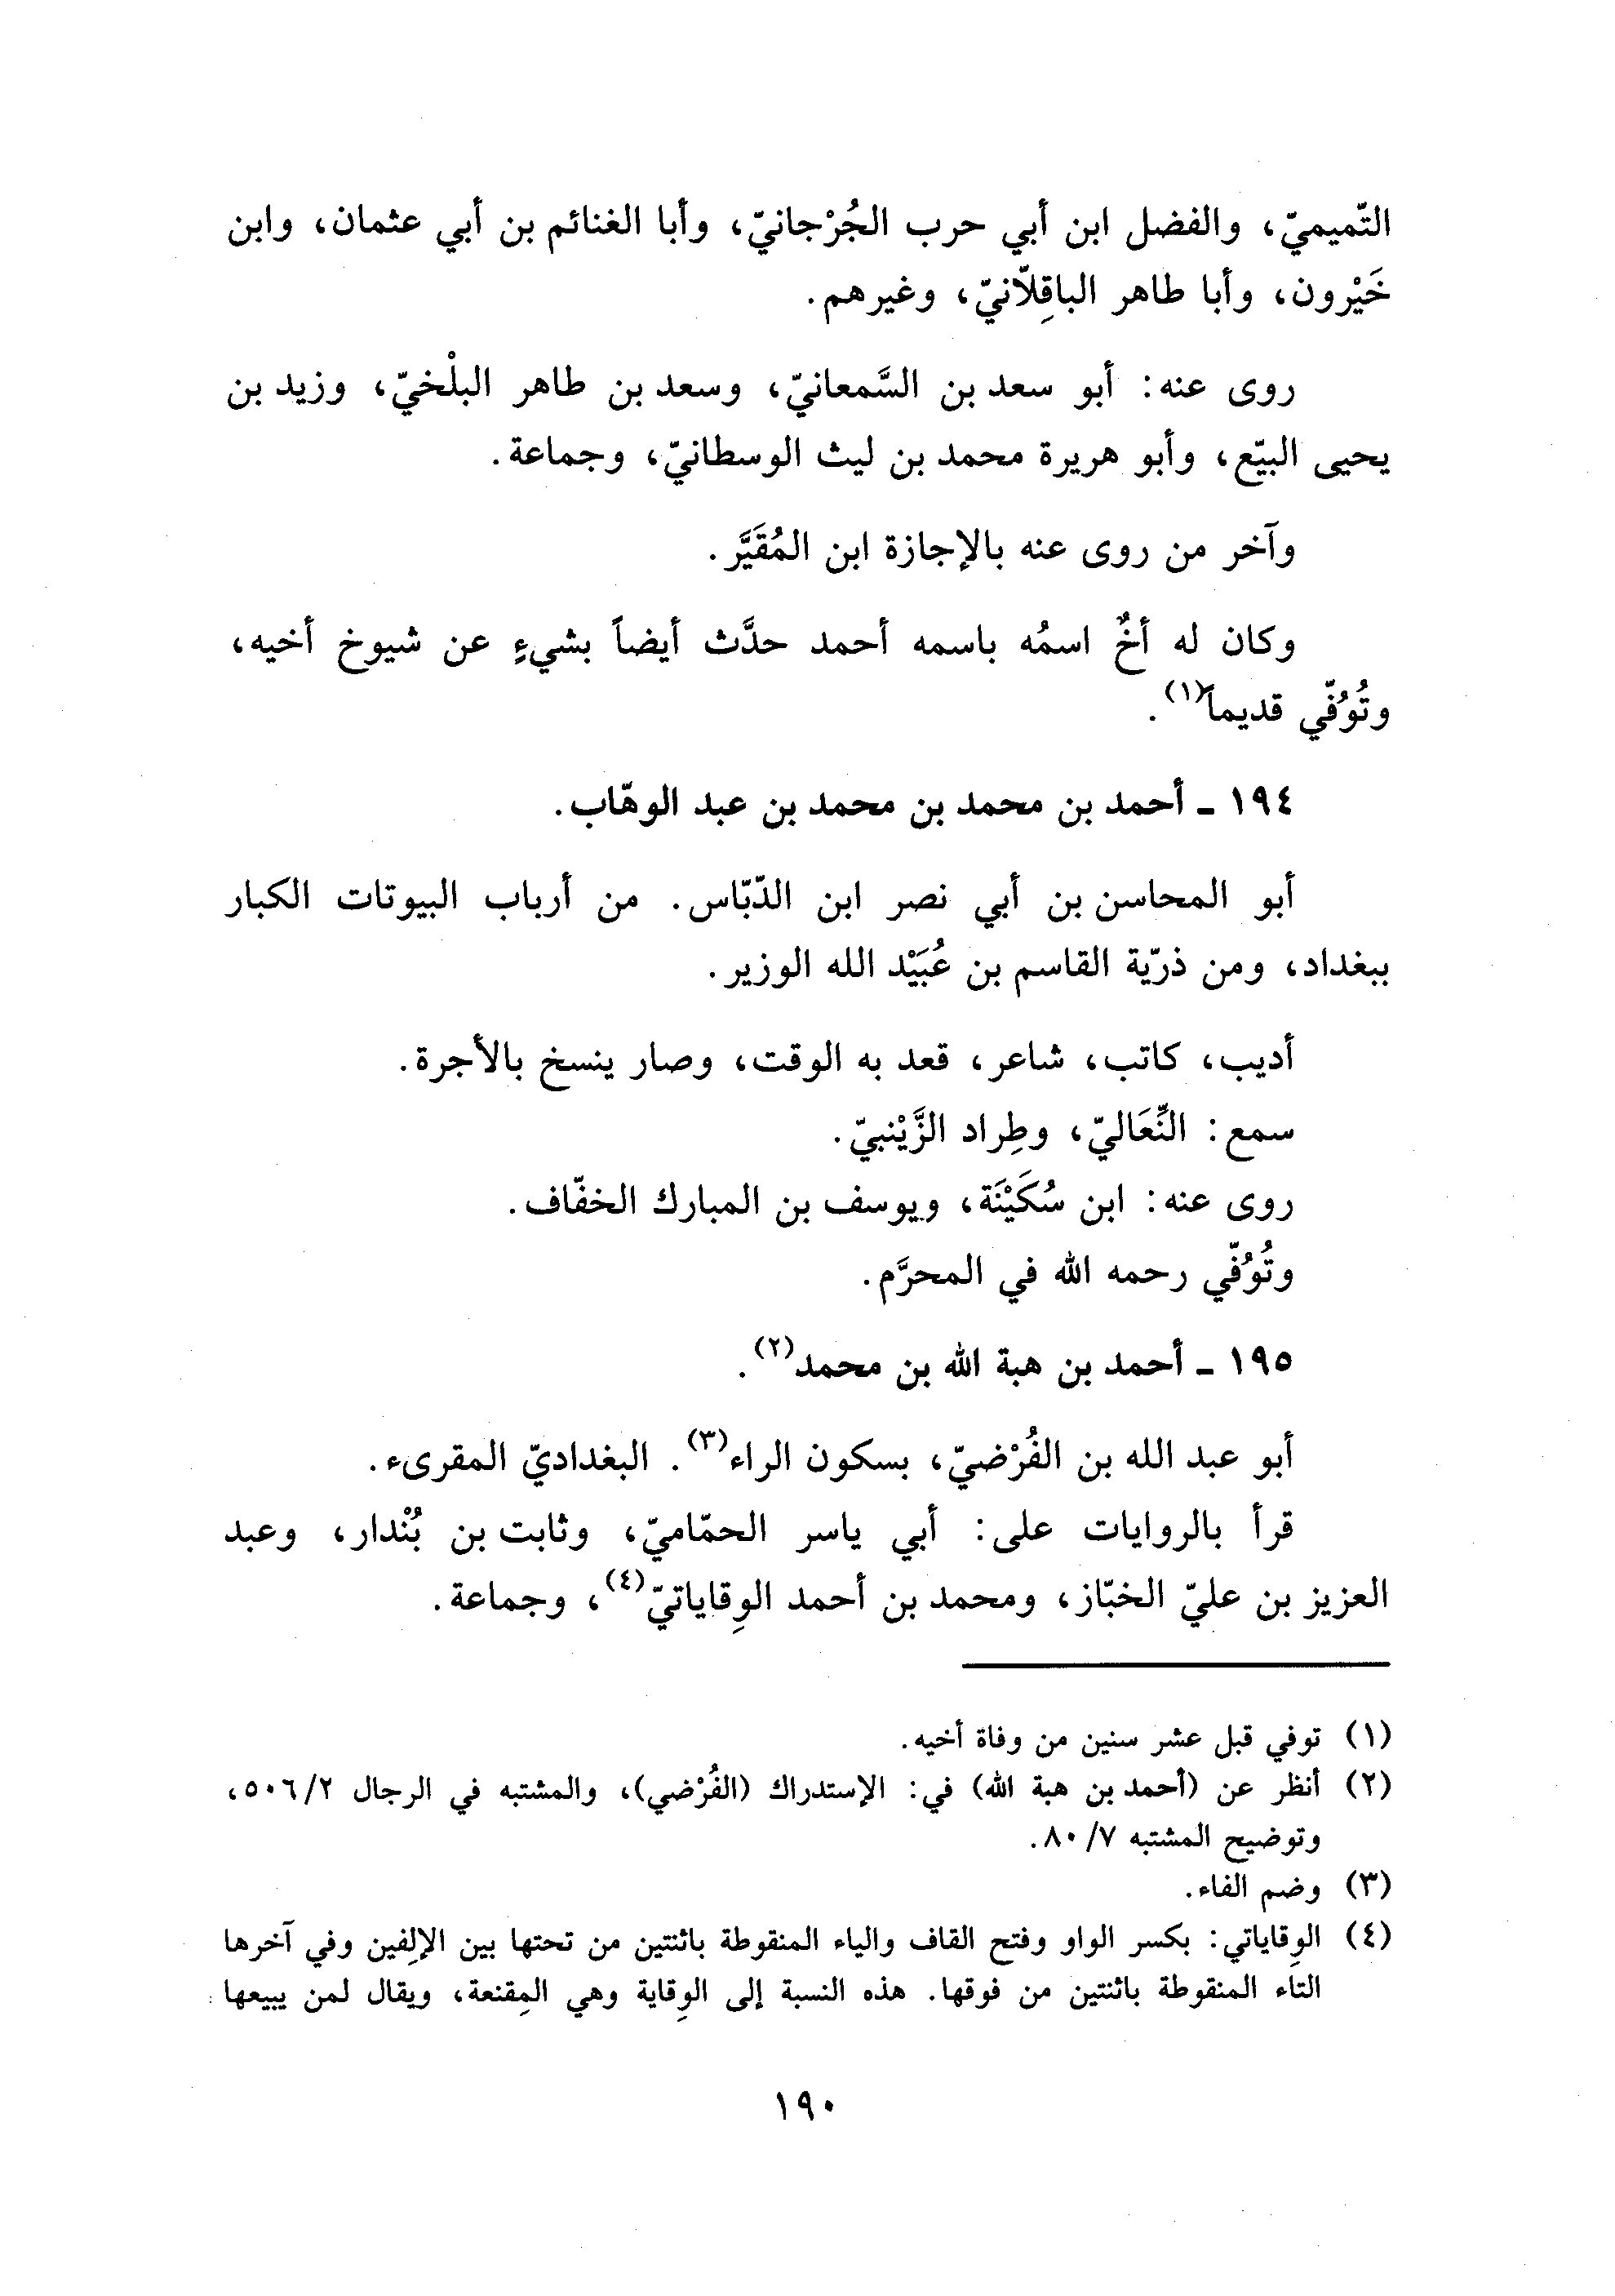 التّميميّ، والفضل ابن أبي حرب الجُرْجانيّ، وأبا الغنائم بن أبي عثمان، وابن
خَيْرون، وأبا طاهر الباقِلّانيّ، وغيرهم.
روى عنه: أبو سعد بن السَّمعانيّ، وسعد بن طاهر البلْخيّ، وزيد بن
يحيى البيّع، وأبو هريرة محمد بن ليث الوسطانيّ، وجماعة.
وآخر من روى عنه بالإجازة ابن المُقَيَّر.
وكان له أخٌ اسمُه باسمه أحمد حدَّث أيضاً بشيءٍ عن شيوخ أخيه،
وتُوُفّي قديماً(١).
١٩٤ ـ أحمد بن محمد بن محمد بن عبد الوهّاب.
أبو المحاسن بن أبي نصر ابن الدّبّاس. من أرباب البيوتات الكبار
ببغداد، ومن ذرّية القاسم بن عُبَيْد الله الوزير.
أديب، كاتب، شاعر، قعد به الوقت، وصار ينسخ بالأجرة.
سمع: النِّعَاليّ، وطِراد الزَّيْنبيّ.
روى عنه: ابن سُكَيْنَة، ويوسف بن المبارك الخفّاف.
وتُوُفّي رحمه الله في المحرَّم.
١٩٥ ـ أحمد بن هبة الله بن محمد(٢).
أبو عبد الله بن الفُرْضيّ، بسكون الراء(٣). البغداديّ المقرىء.
قرأ بالروايات على: أبي ياسر الحمّاميّ، وثابت بن بُنْدار، وعبد
العزيز بن عليّ الخبّاز، ومحمد بن أحمد الوِقاياتيّ(٤)، وجماعة.
(١) توفي قبل عشر سنين من وفاة أخيه.
(٢) أنظر عن (أحمد بن هبة الله) في: الإستدراك (الفُرْضي)، والمشتبه في الرجال ٥٠٦/٢،
وتوضيح المشتبه ٨٠/٧.
(٣) وضم الفاء.
(٤) الوِقاياتي: بكسر الواو وفتح القاف والياء المنقوطة باثنتين من تحتها بين الإلِفين وفي آخرها
التاء المنقوطة باثنتين من فوقها. هذه النسبة إلى الوِقاية وهي المِقنعة، ويقال لمن يبيعها:
١٩٠